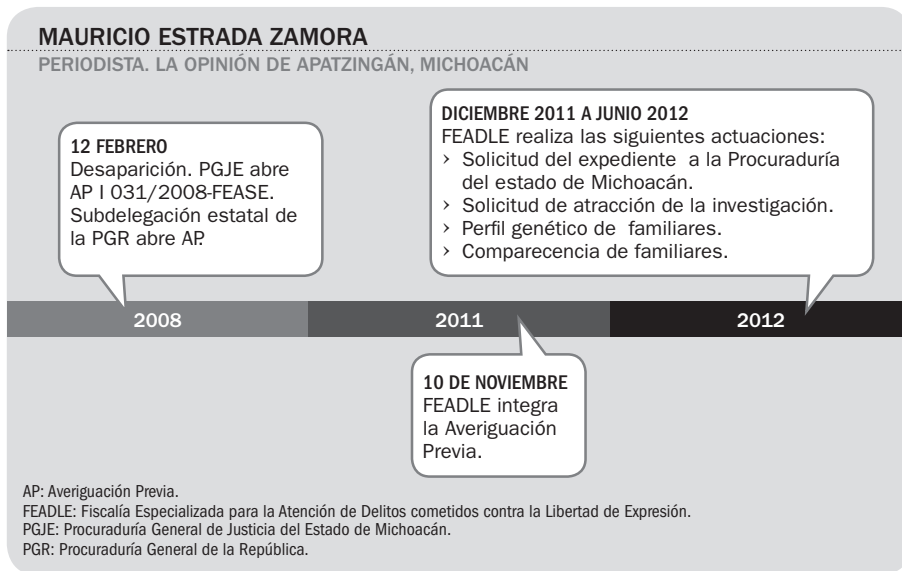 MAURICIO ESTRADA ZAMORA
PERIODISTA. LA OPINIÓN DE APATZINGÁN, MICHOACÁN
12 FEBRERO
Desaparición. PGJE abre
AP I 031/2008-FEASE.
Subdelegación estatal de
la PGR abre AP.
DICIEMBRE 2011 A JUNIO 2012
FEADLE realiza las siguientes actuaciones:
› Solicitud del expediente a la Procuraduría
del estado de Michoacán.
› Solicitud de atracción de la investigación.
› Perfil genético de familiares.
› Comparecencia de familiares.
2008
2011
2012
10 DE NOVIEMBRE
FEADLE integra
la Averiguación
Previa.
AP: Averiguación Previa.
FEADLE: Fiscalía Especializada para la Atención de Delitos cometidos contra la Libertad de Expresión.
PGJE: Procuraduría General de Justicia del Estado de Michoacán.
PGR: Procuraduría General de la República.